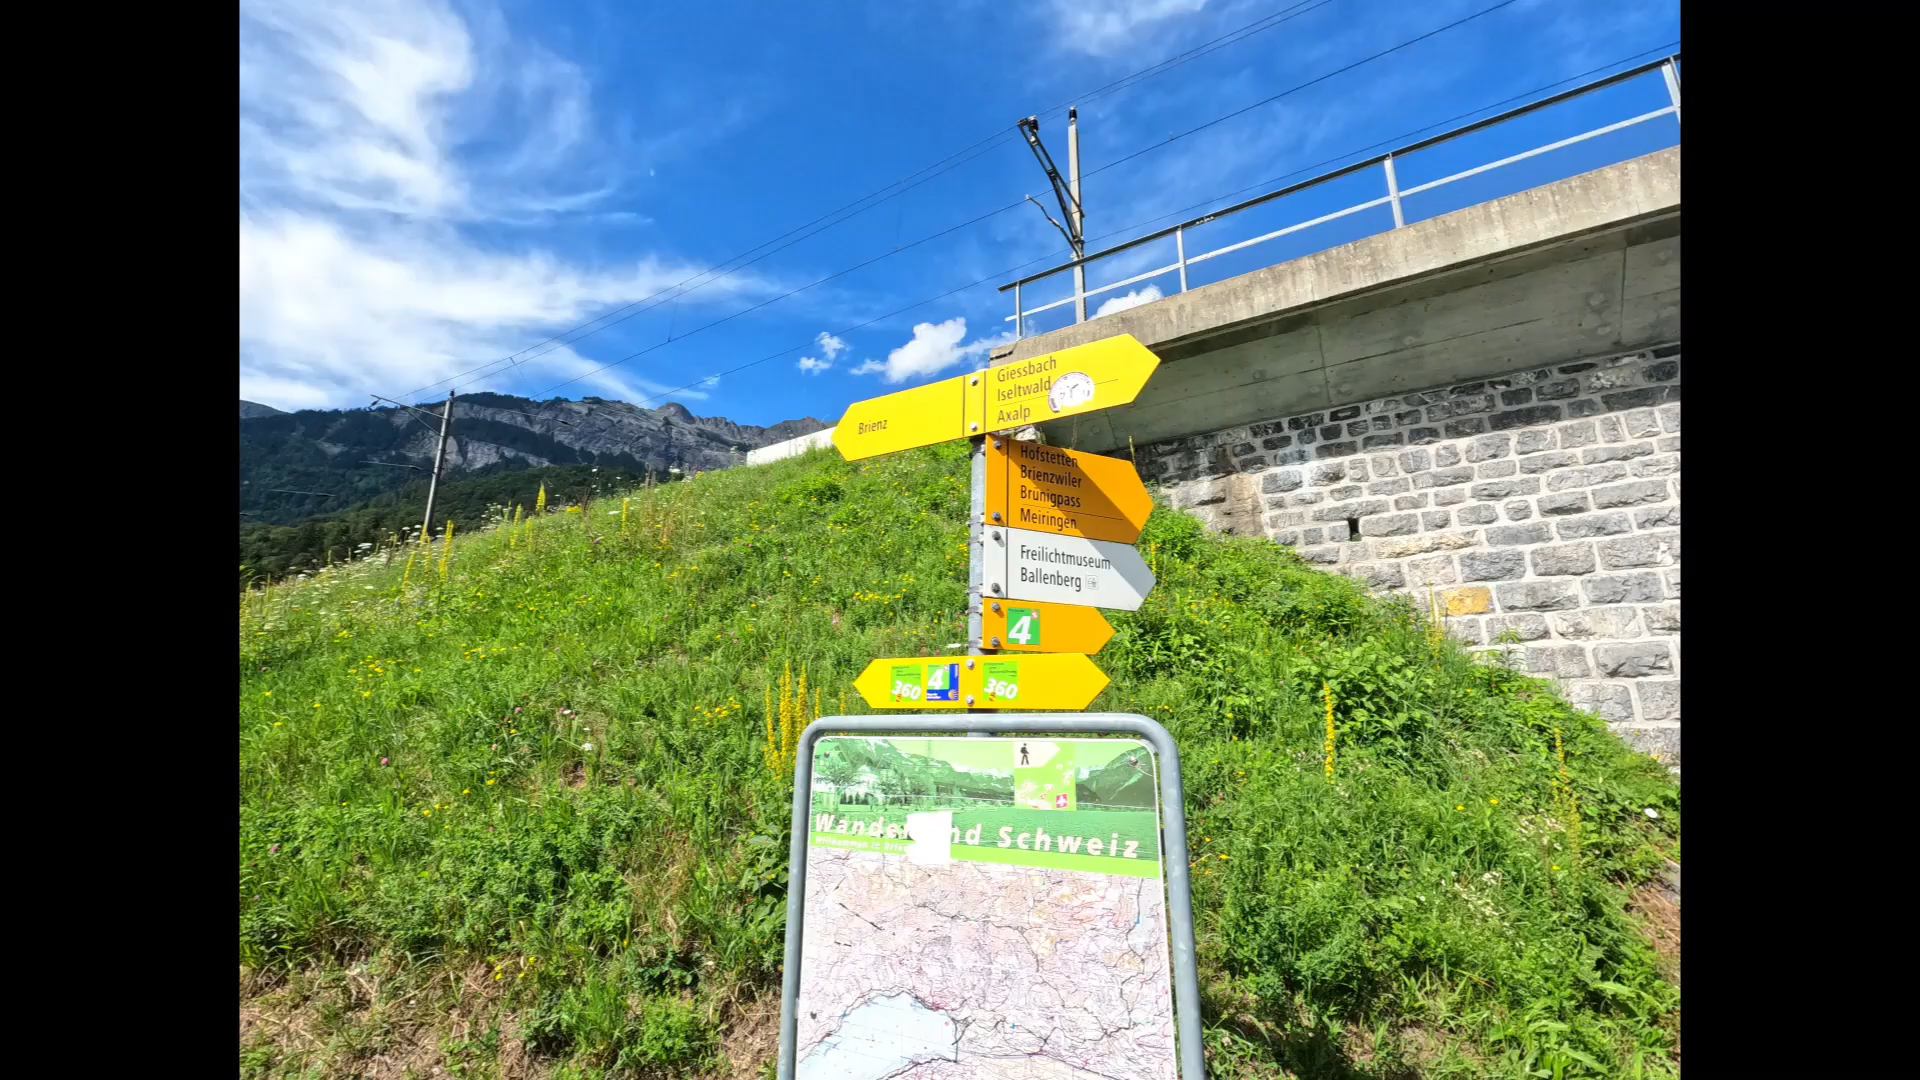 Giessbach
Iseltwald
Axalp
Brienz
Hofstetten
Brienzwiler
Brünigpass
Meiringen
Freilichtmuseum
Ballenberg
4
360 4 360
Schweiz